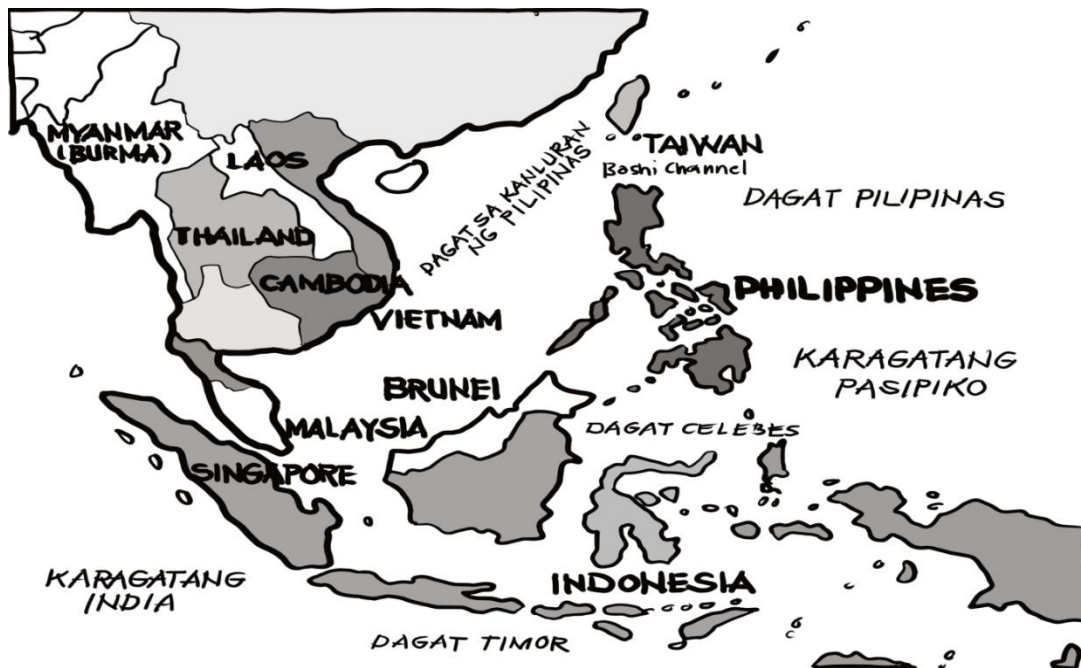 MYANMAR
(BURMA)
LAOS
THAILAND
CAMBODIA
VIETNAM
DAGAT SA KANLURAN
NG PILIPINAS
TAIWAN
Bashi Channel
DAGAT PILIPINAS
PHILIPPINES
KARAGATANG
PASIPIKO
BRUNEI
MALAYSIA
DAGAT CELEBES
SINGAPORE
INDONESIA
KARAGATANG
INDIA
DAGAT TIMOR